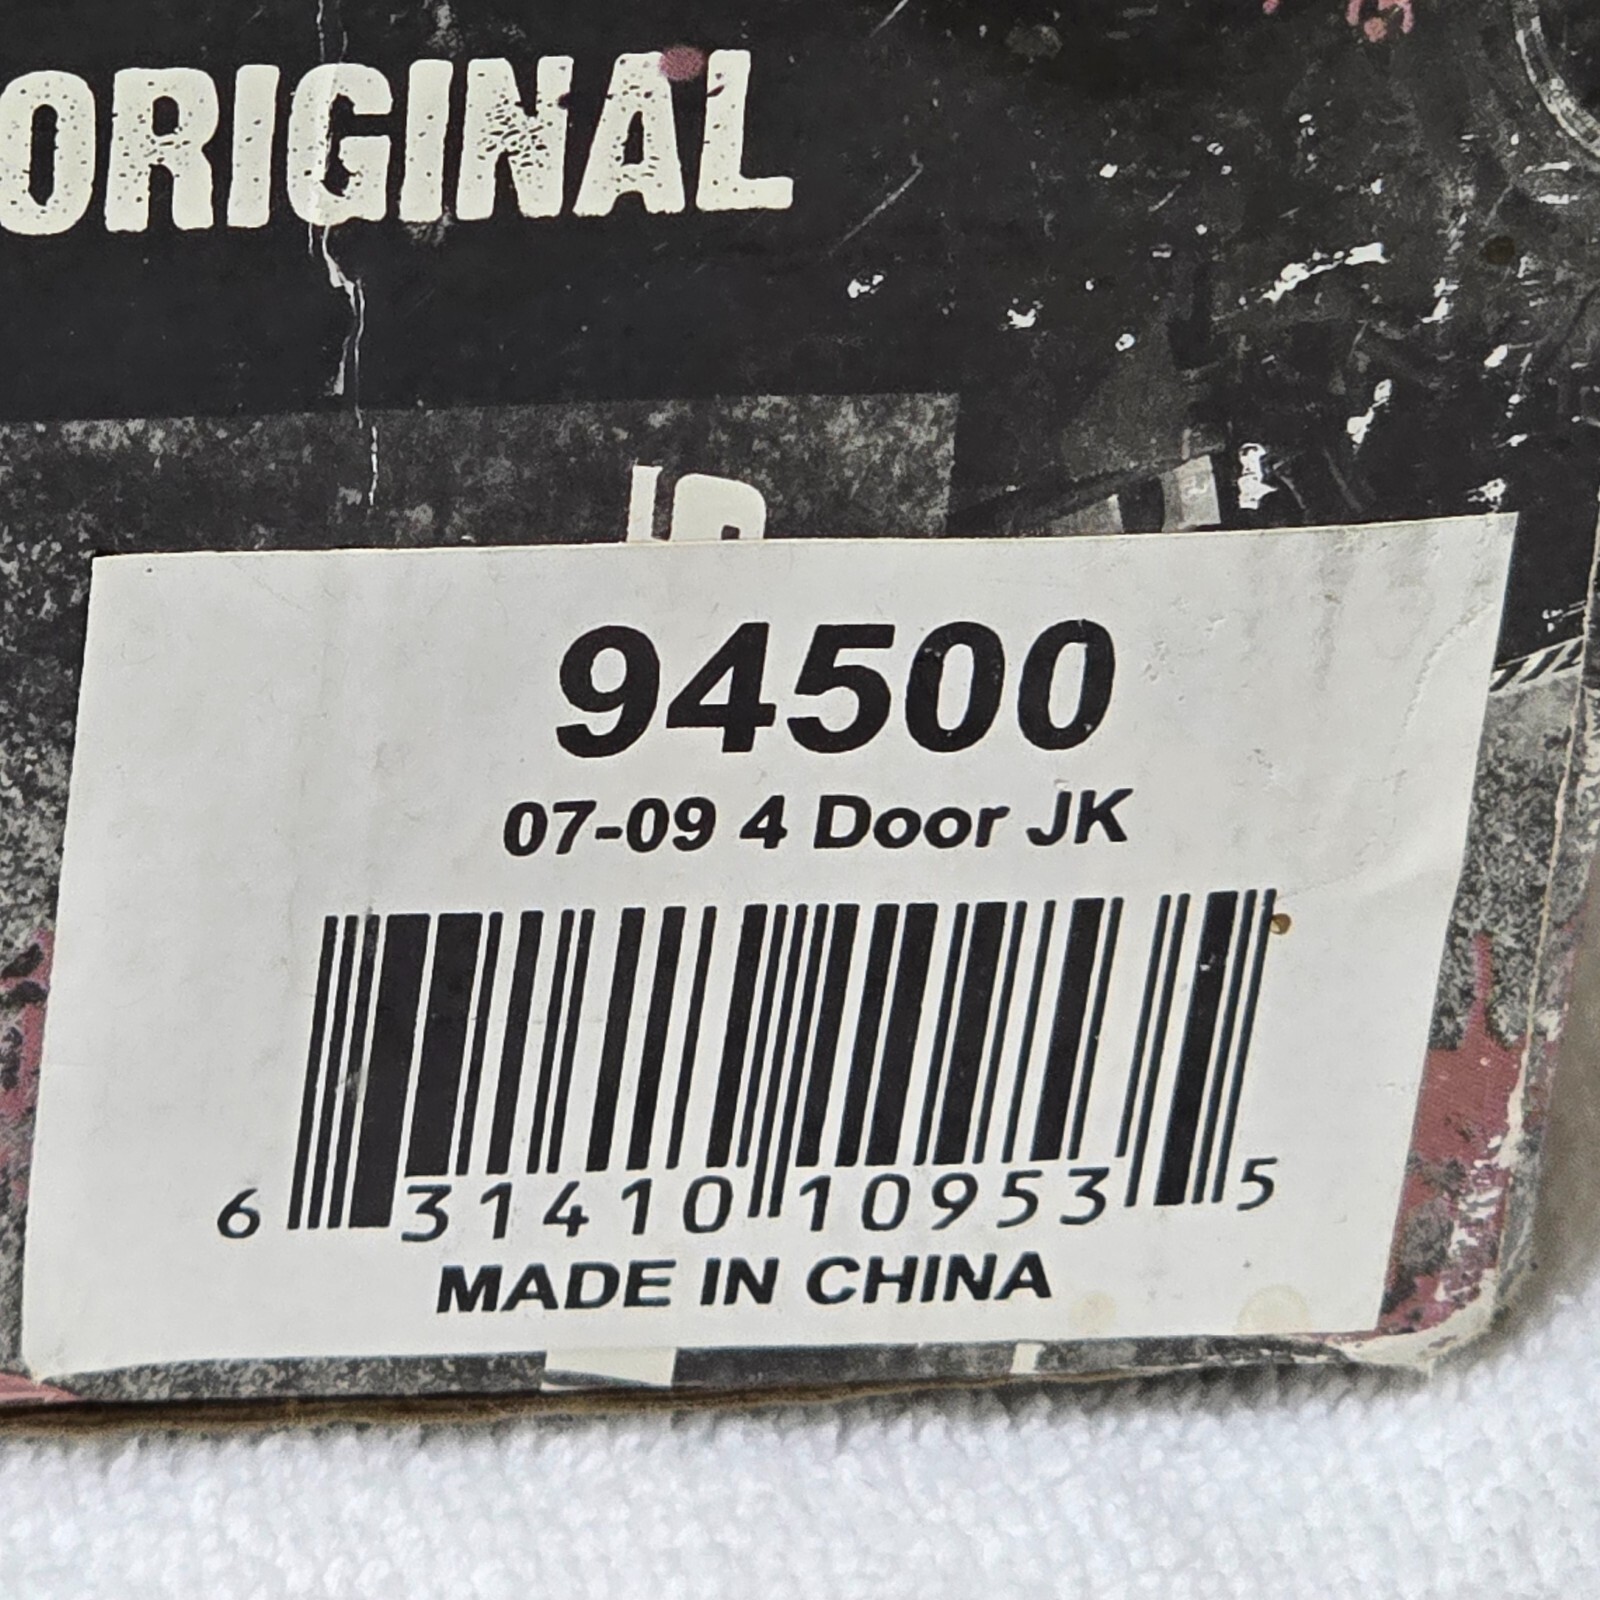 ORIGINAL
94500
07-09 4 Door JK
6 31410 10953 5
MADE IN CHINA